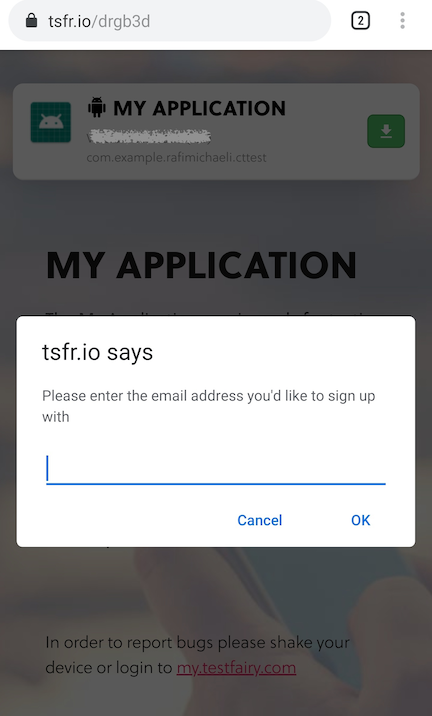 tsfr.io/drgb3d
2
MY APPLICATION
com.example.rafimichaeli.cttest
MY APPLICATION
tsfr.io says
Please enter the email address you'd like to sign up
with
Cancel
OK
In order to report bugs please shake your
device or login to my.testfairy.com